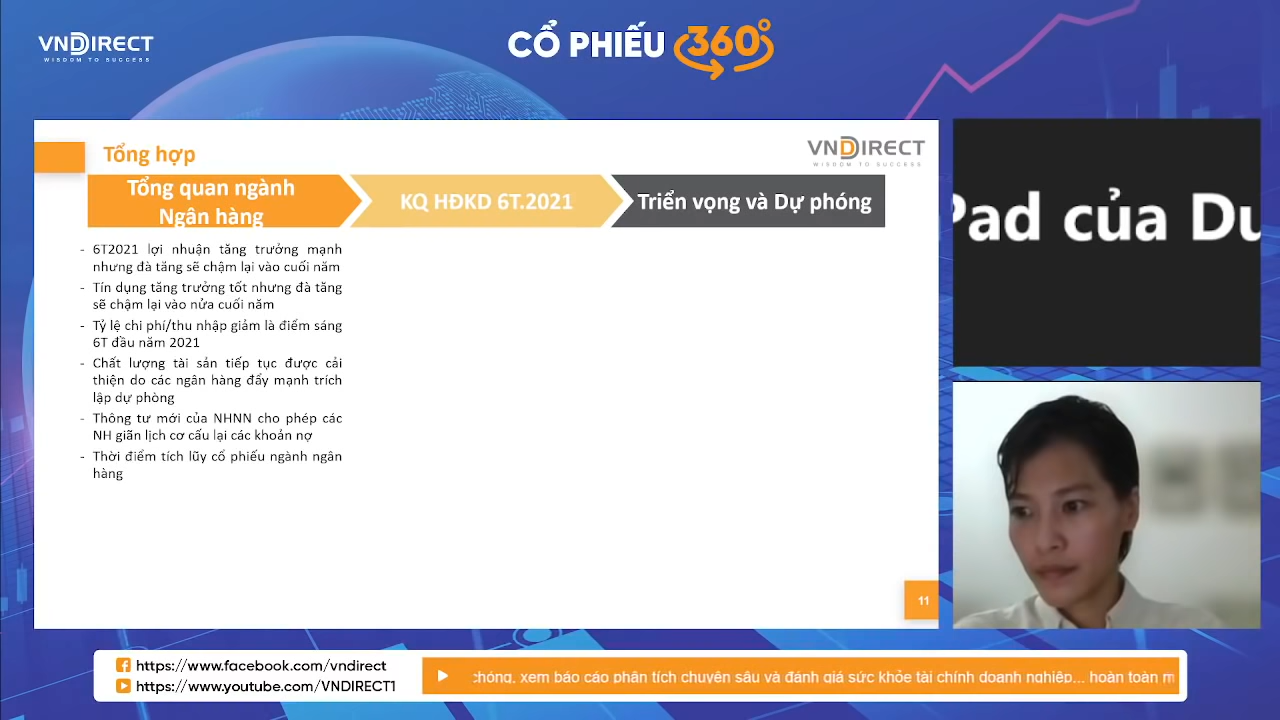 VNDIRECT
WISDOM TO SUCCESS
CỔ PHIẾU 360°
Tổng hợp
VNDIRECT
WISDOM TO SUCCESS
Tổng quan ngành
Ngân hàng
KQ HĐKD 6T.2021
Triển vọng và Dự phóng
- 6T2021 lợi nhuận tăng trưởng mạnh
nhưng đà tăng sẽ chậm lại vào cuối năm
- Tín dụng tăng trưởng tốt nhưng đà tăng
sẽ chậm lại vào nửa cuối năm
- Tỷ lệ chi phí/thu nhập giảm là điểm sáng
6T đầu năm 2021
- Chất lượng tài sản tiếp tục được cải
thiện do các ngân hàng đẩy mạnh trích
lập dự phòng
- Thông tư mới của NHNN cho phép các
NH giãn lịch cơ cấu lại các khoản nợ
- Thời điểm tích lũy cổ phiếu ngành ngân
hàng
11
Pad của Du
https://www.facebook.com/vndirect
https://www.youtube.com/VNDIRECT1
chóng, xem báo cáo phân tích chuyên sâu và đánh giá sức khỏe tài chính doanh nghiệp... hoàn toàn m